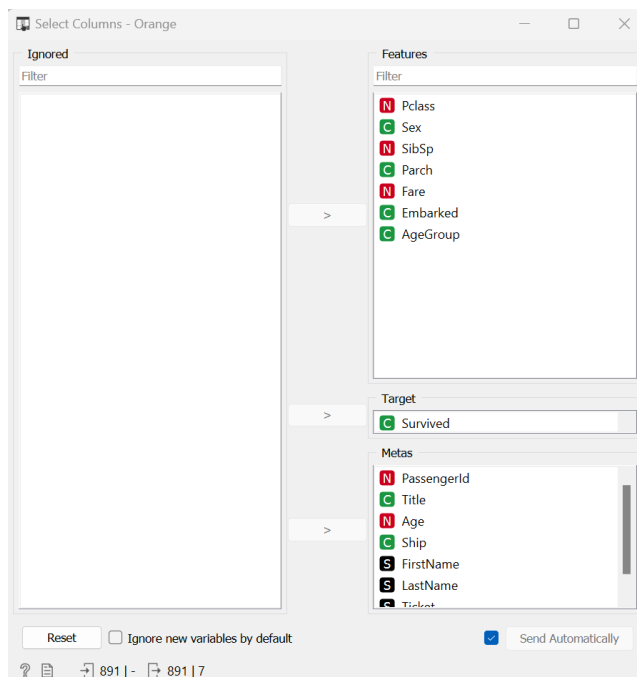 Select Columns - Orange
Ignored
Filter
Features
Filter
N Pclass
C Sex
N SibSp
C Parch
N Fare
C Embarked
C AgeGroup
>
>
Target
C Survived
Metas
N PassengerId
C Title
N Age
C Ship
S FirstName
S LastName
S Ticket
>
Reset
Ignore new variables by default
Send Automatically
? 891 | - 891 | 7